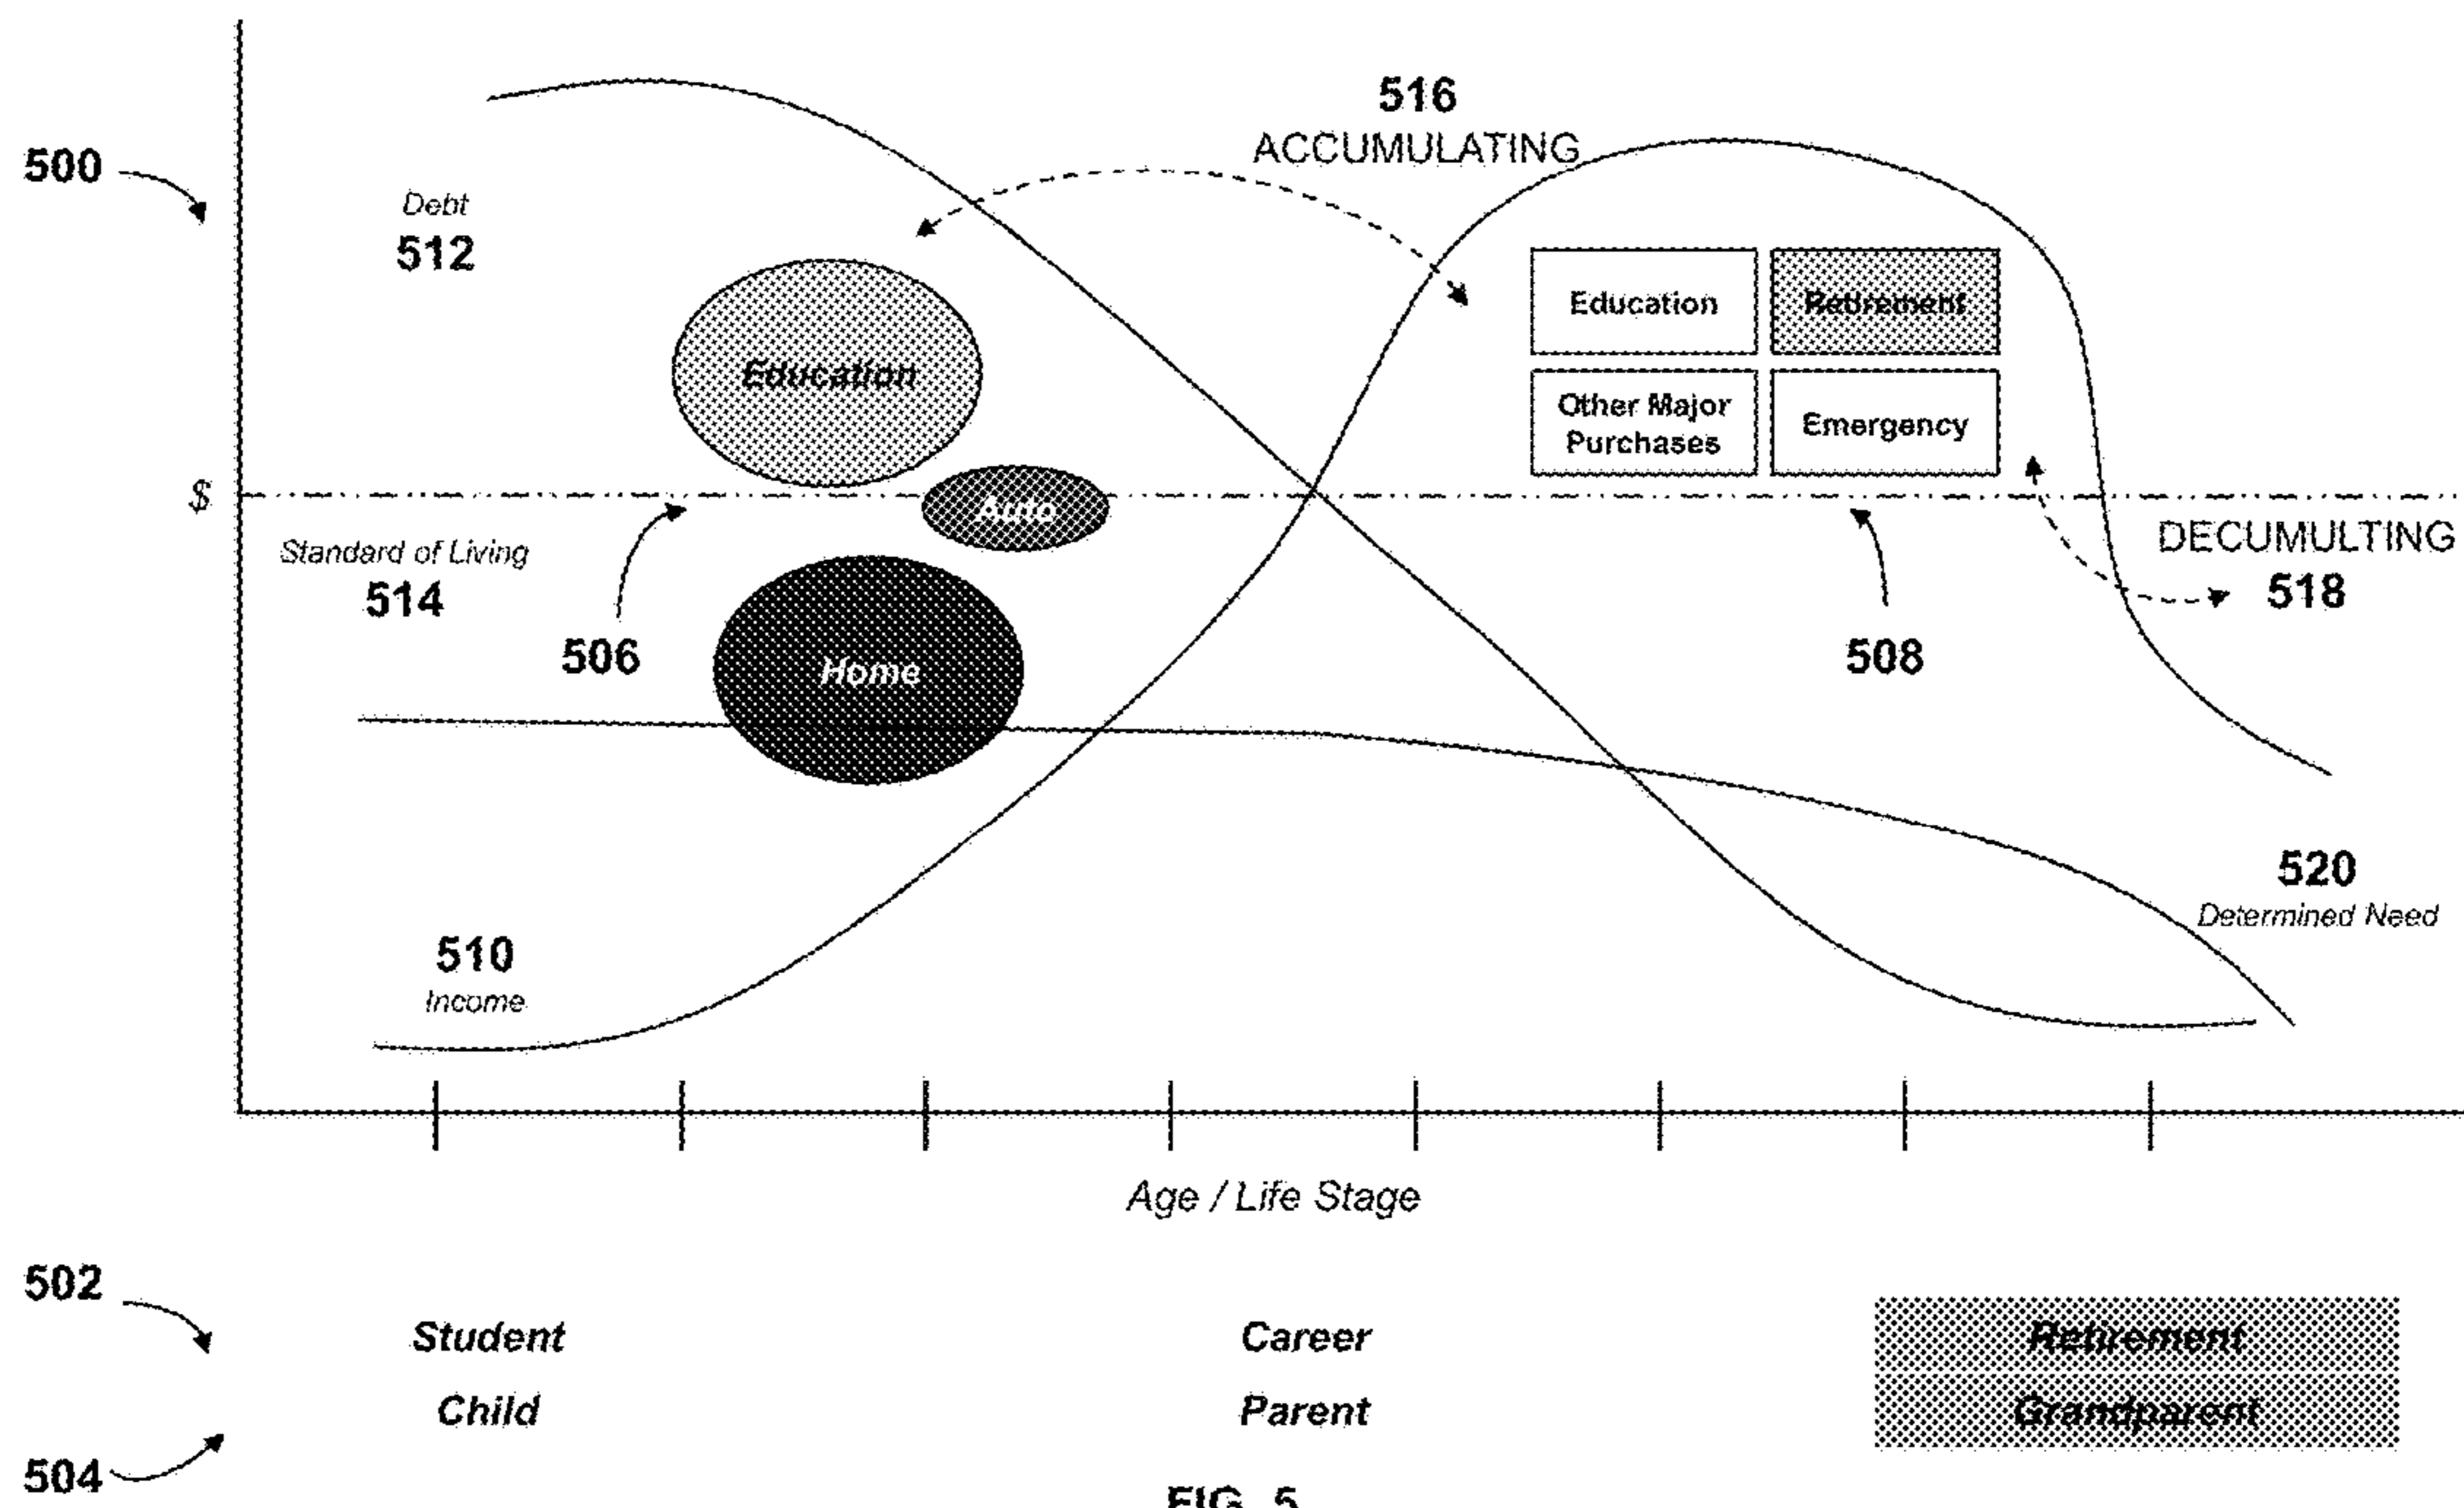 516
ACCUMULATING
500
Debt
512
Education
Retirement
Education
Other Major
Purchases
Emergency
$
Auto
Standard of Living
514
DECUMULTING
518
506
508
Home
520
Determined Need
510
Income
Age / Life Stage
502
Student
Career
Retirement
Child
Parent
Grandparent
504
FIG. 5